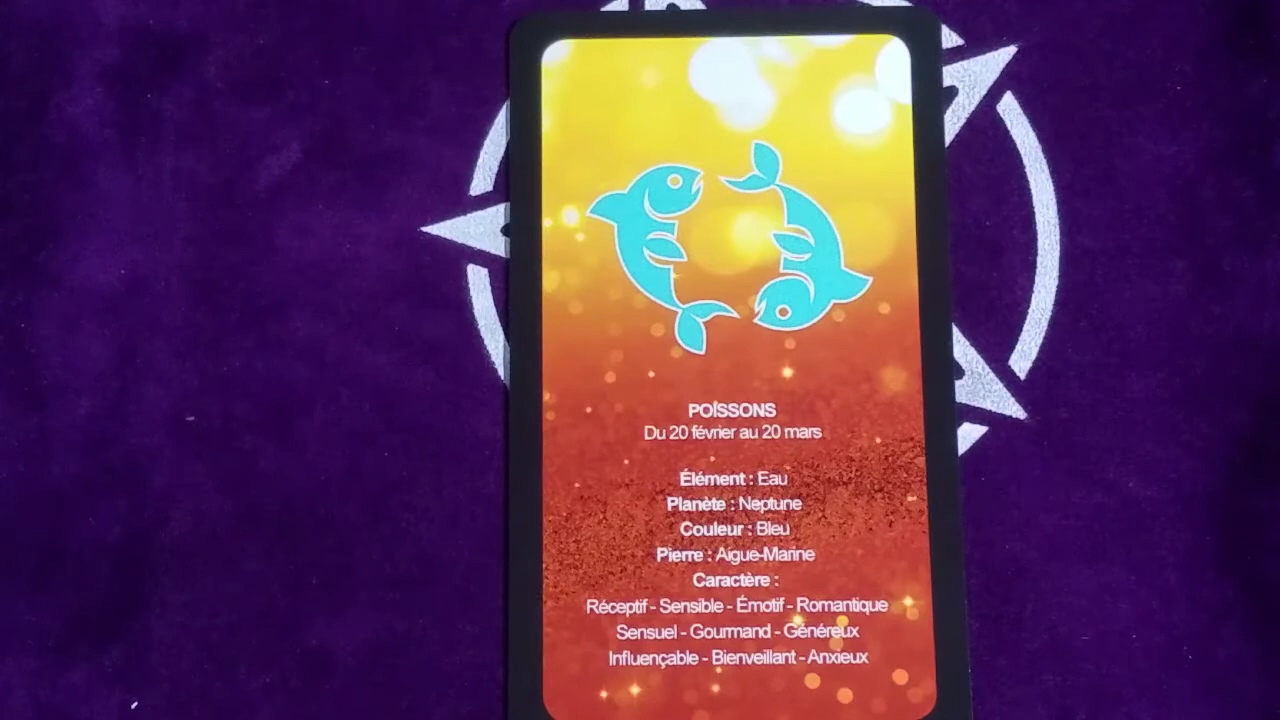 POISSONS
Du 20 février au 20 mars
Élément : Eau
Planète : Neptune
Couleur : Bleu
Pierre : Aigue-Marine
Caractère :
Réceptif - Sensible - Émotif - Romantique
Sensuel - Gourmand - Généreux
Influençable - Bienveillant - Anxieux